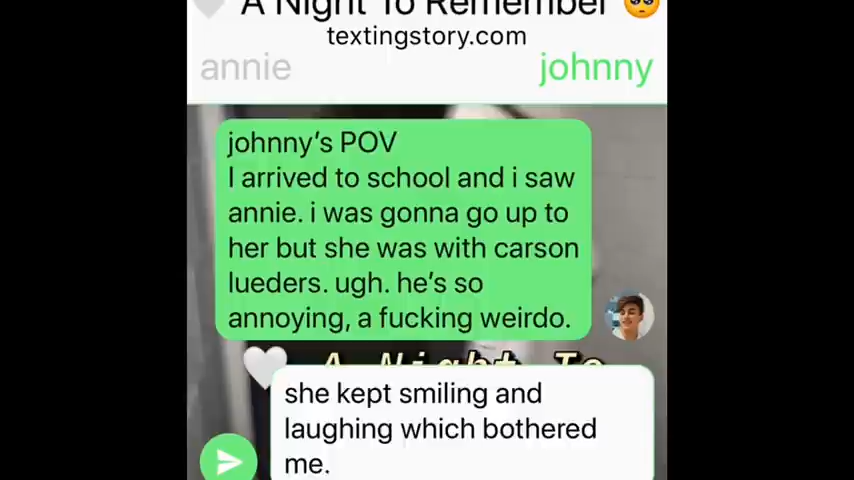 A Night To Remember 🥺
textingstory.com
annie
johnny
johnny's POV
I arrived to school and i saw
annie. i was gonna go up to
her but she was with carson
lueders. ugh. he's so
annoying, a fucking weirdo.
A Night To
she kept smiling and
laughing which bothered
me.